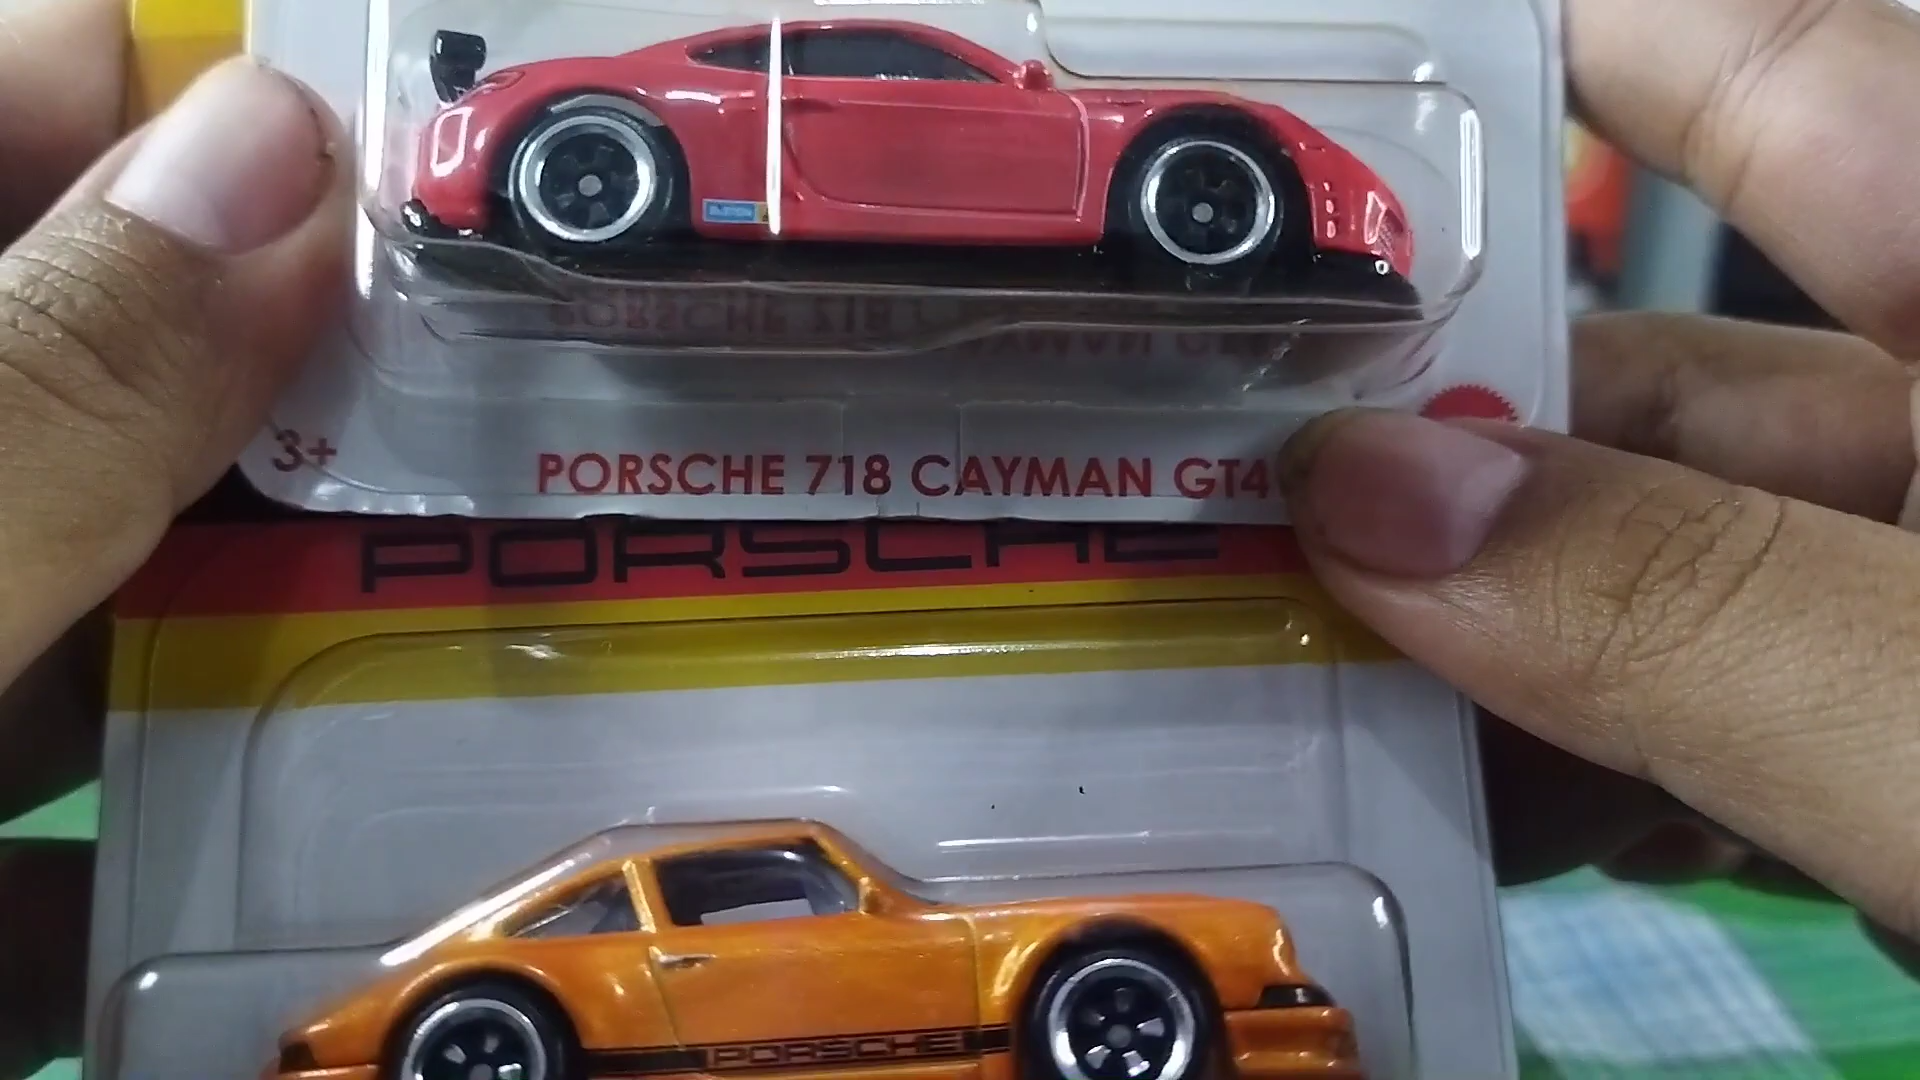 3+
PORSCHE 718 CAYMAN GT4
PORSCHE
PORSCHE